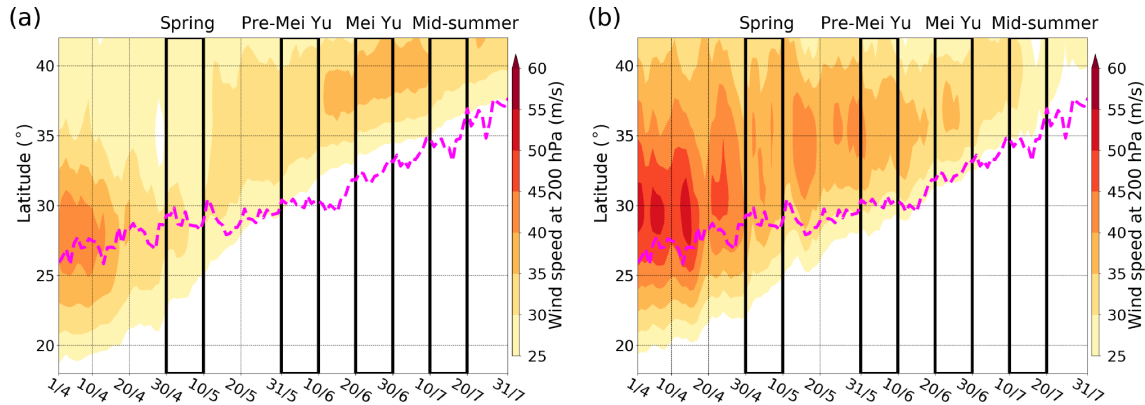 (a)
Spring Pre-Mei Yu Mei Yu Mid-summer
40
35
30
25
20
Latitude (°)
1/4 10/4 20/4 30/4 10/5 20/5 31/5 10/6 20/6 30/6 10/7 20/7 31/7
60
55
50
45
40
35
30
25
Wind speed at 200 hPa (m/s)
(b)
Spring Pre-Mei Yu Mei Yu Mid-summer
40
35
30
25
20
Latitude (°)
1/4 10/4 20/4 30/4 10/5 20/5 31/5 10/6 20/6 30/6 10/7 20/7 31/7
60
55
50
45
40
35
30
25
Wind speed at 200 hPa (m/s)